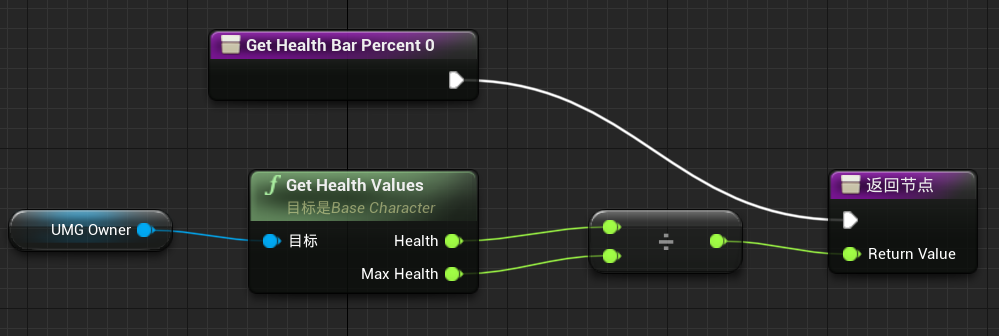 Get Health Bar Percent 0
Get Health Values
目标是Base Character
UMG Owner
目标
Health
Max Health
÷
返回节点
Return Value